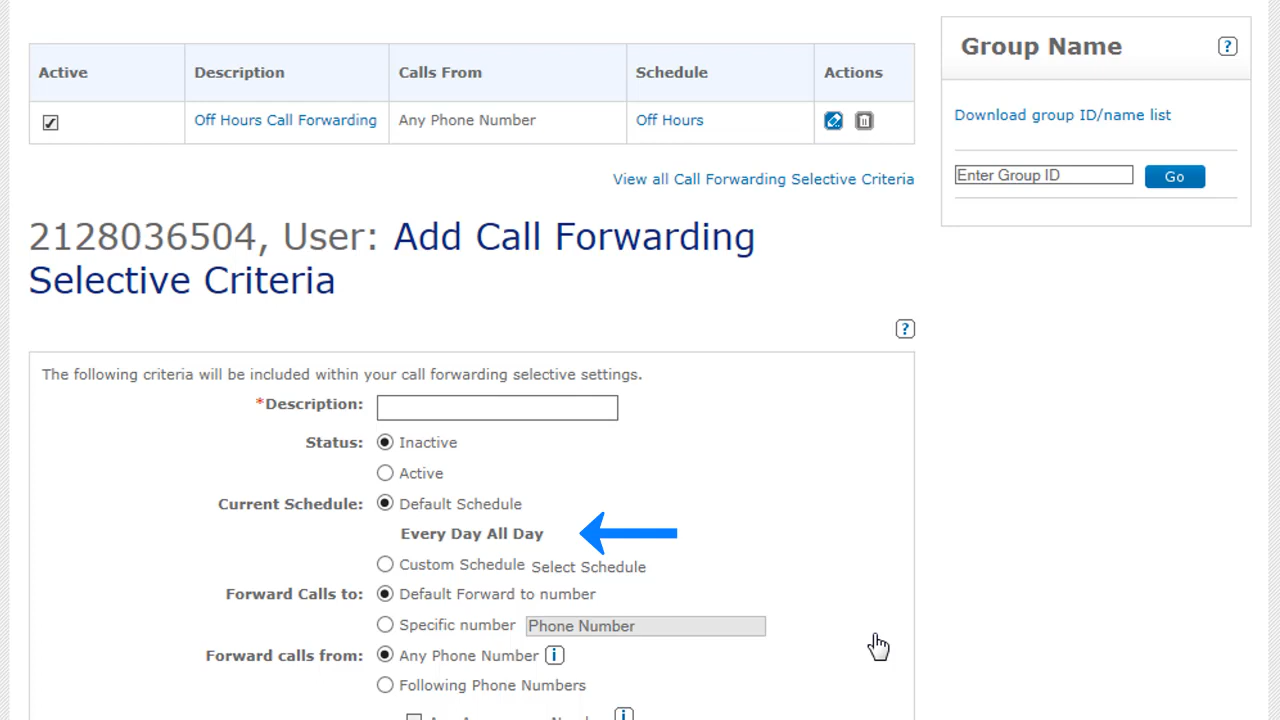 Active Description Calls From Schedule Actions
Off Hours Call Forwarding Any Phone Number Off Hours
View all Call Forwarding Selective Criteria
Group Name ?
Download group ID/name list
Enter Group ID Go
2128036504, User: Add Call Forwarding
Selective Criteria
?
The following criteria will be included within your call forwarding selective settings.
*Description:
Status: Inactive
Active
Current Schedule: Default Schedule
Every Day All Day
Custom Schedule Select Schedule
Forward Calls to: Default Forward to number
Specific number Phone Number
Forward calls from: Any Phone Number i
Following Phone Numbers